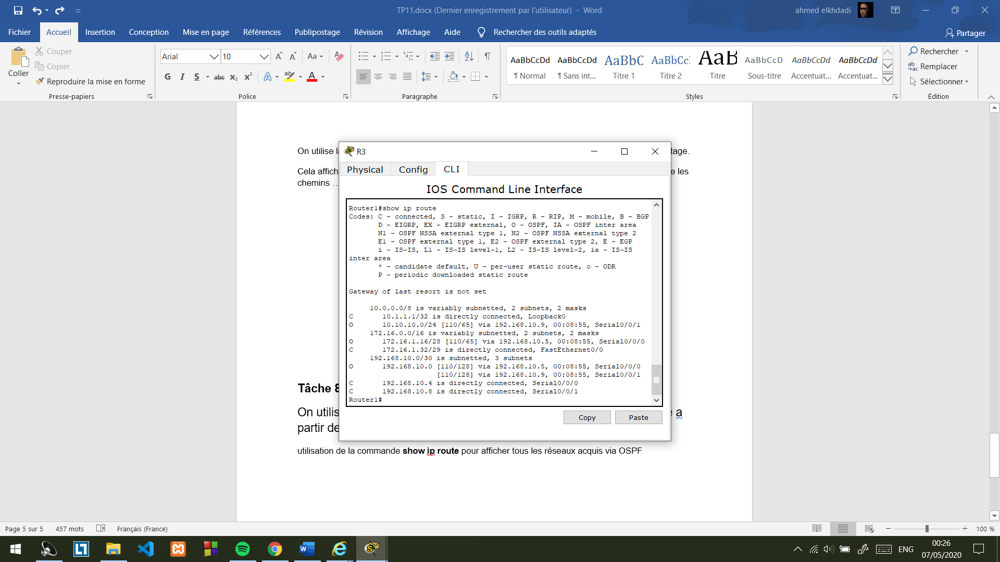 TP11.docx (Dernier enregistrement par l'utilisateur) - Word
ahmed elkhdadi
Fichier Accueil Insertion Conception Mise en page Références Publipostage Révision Affichage Aide Rechercher des outils adaptés Partager
Coller
Couper
Copier
Reproduire la mise en forme
Presse-papiers
Arial 10
Aa
G I S abc x₂ x² A ab A
Police
Paragraphe
AaBbCcDd AaBbCcDd AaBbC AaBbCcI AaB AaBbCcD AaBbCcDd AaBbCcDd
¶ Normal ¶ Sans int... Titre 1 Titre 2 Titre Sous-titre Accentuat... Accentuat...
Styles
Rechercher
Remplacer
Sélectionner
Édition
On utilise l
tage.
Cela affich
e les
chemins ..
R3
Physical Config CLI
IOS Command Line Interface
Router1#show ip route
Codes: C - connected, S - static, I - IGRP, R - RIP, M - mobile, B - BGP
D - EIGRP, EX - EIGRP external, O - OSPF, IA - OSPF inter area
N1 - OSPF NSSA external type 1, N2 - OSPF NSSA external type 2
E1 - OSPF external type 1, E2 - OSPF external type 2, E - EGP
i - IS-IS, L1 - IS-IS level-1, L2 - IS-IS level-2, ia - IS-IS
inter area
* - candidate default, U - per-user static route, o - ODR
P - periodic downloaded static route
Gateway of last resort is not set
10.0.0.0/8 is variably subnetted, 2 subnets, 2 masks
C 10.1.1.1/32 is directly connected, Loopback0
O 10.10.10.0/24 [110/65] via 192.168.10.9, 00:08:55, Serial0/0/1
172.16.0.0/16 is variably subnetted, 2 subnets, 2 masks
O 172.16.1.16/28 [110/65] via 192.168.10.5, 00:08:55, Serial0/0/0
C 172.16.1.32/29 is directly connected, FastEthernet0/0
192.168.10.0/30 is subnetted, 3 subnets
O 192.168.10.0 [110/128] via 192.168.10.5, 00:08:55, Serial0/0/0
[110/128] via 192.168.10.9, 00:08:55, Serial0/0/1
C 192.168.10.4 is directly connected, Serial0/0/0
C 192.168.10.8 is directly connected, Serial0/0/1
Router1#
Copy Paste
Tâche 8
On utilis
a
partir de
utilisation de la commande show ip route pour afficher tous les réseaux acquis via OSPF
Page 5 sur 5 457 mots Français (France) 100 %
ENG
00:26
07/05/2020